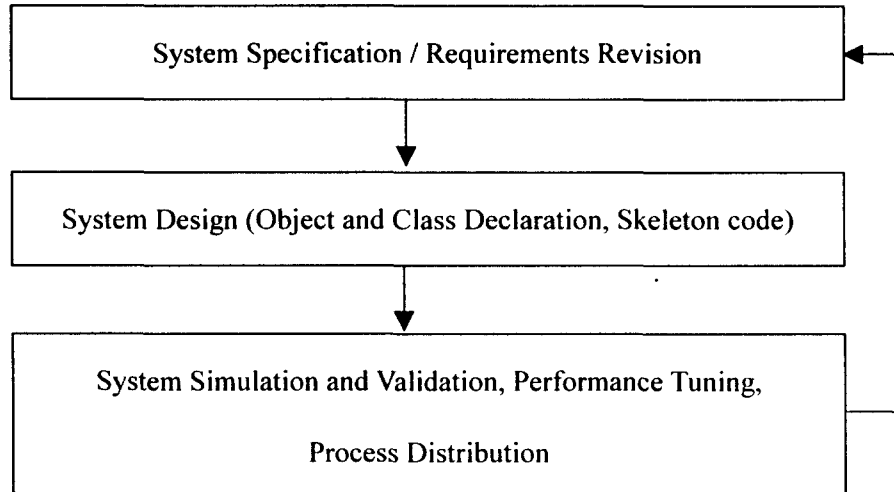 System Specification / Requirements Revision
System Design (Object and Class Declaration, Skeleton code)
System Simulation and Validation, Performance Tuning,
Process Distribution